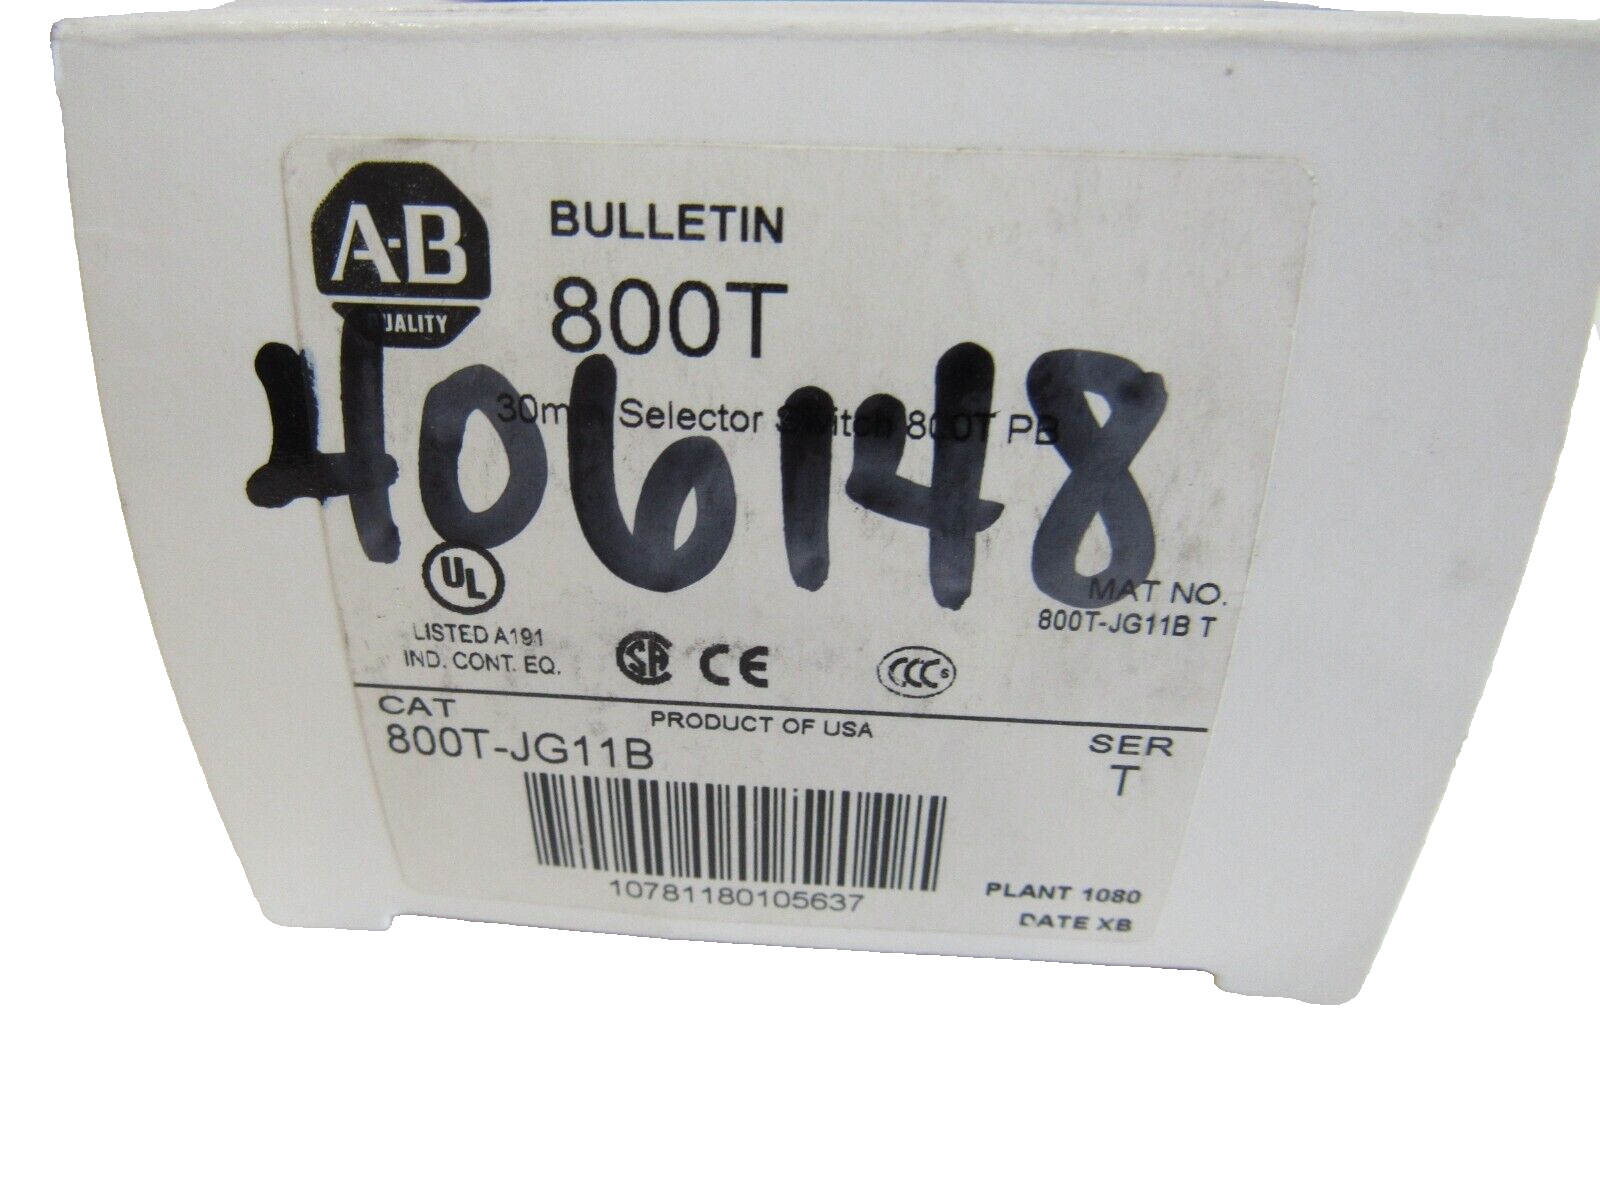 A-B
QUALITY
BULLETIN
800T
30mm Selector Switch 800T PB
406148
UL
LISTED A191
IND. CONT. EQ.
SA CE CCC S
MAT NO.
800T-JG11B T
CAT
800T-JG11B
PRODUCT OF USA
SER
T
10781180105637
PLANT 1080
DATE XB